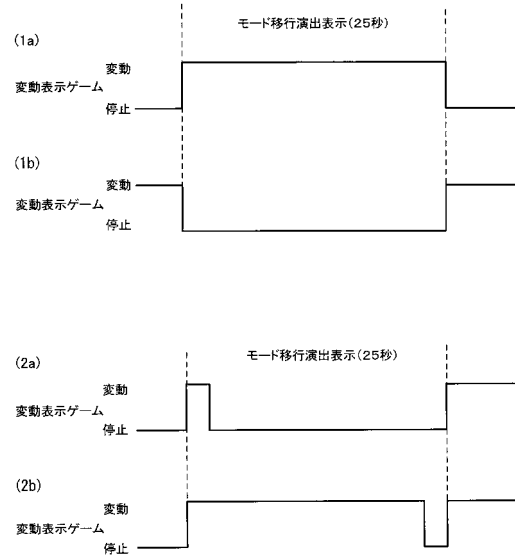 モード移行演出表示(25秒)
(1a)
変動
変動表示ゲーム
停止
(1b)
変動
変動表示ゲーム
停止
モード移行演出表示(25秒)
(2a)
変動
変動表示ゲーム
停止
(2b)
変動
変動表示ゲーム
停止